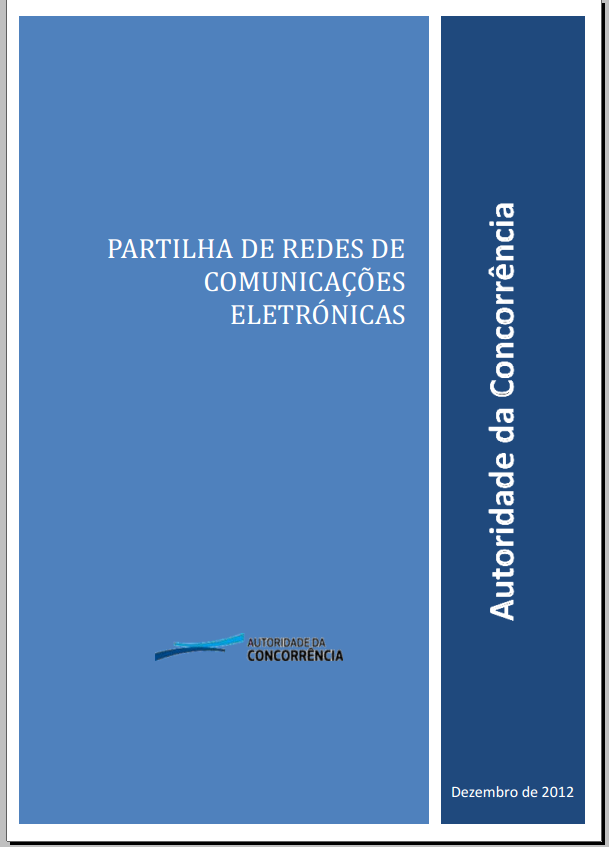 PARTILHA DE REDES DE
COMUNICAÇÕES
ELETRÓNICAS
AUTORIDADE DA
CONCORRÊNCIA
Autoridade da Concorrência
Dezembro de 2012